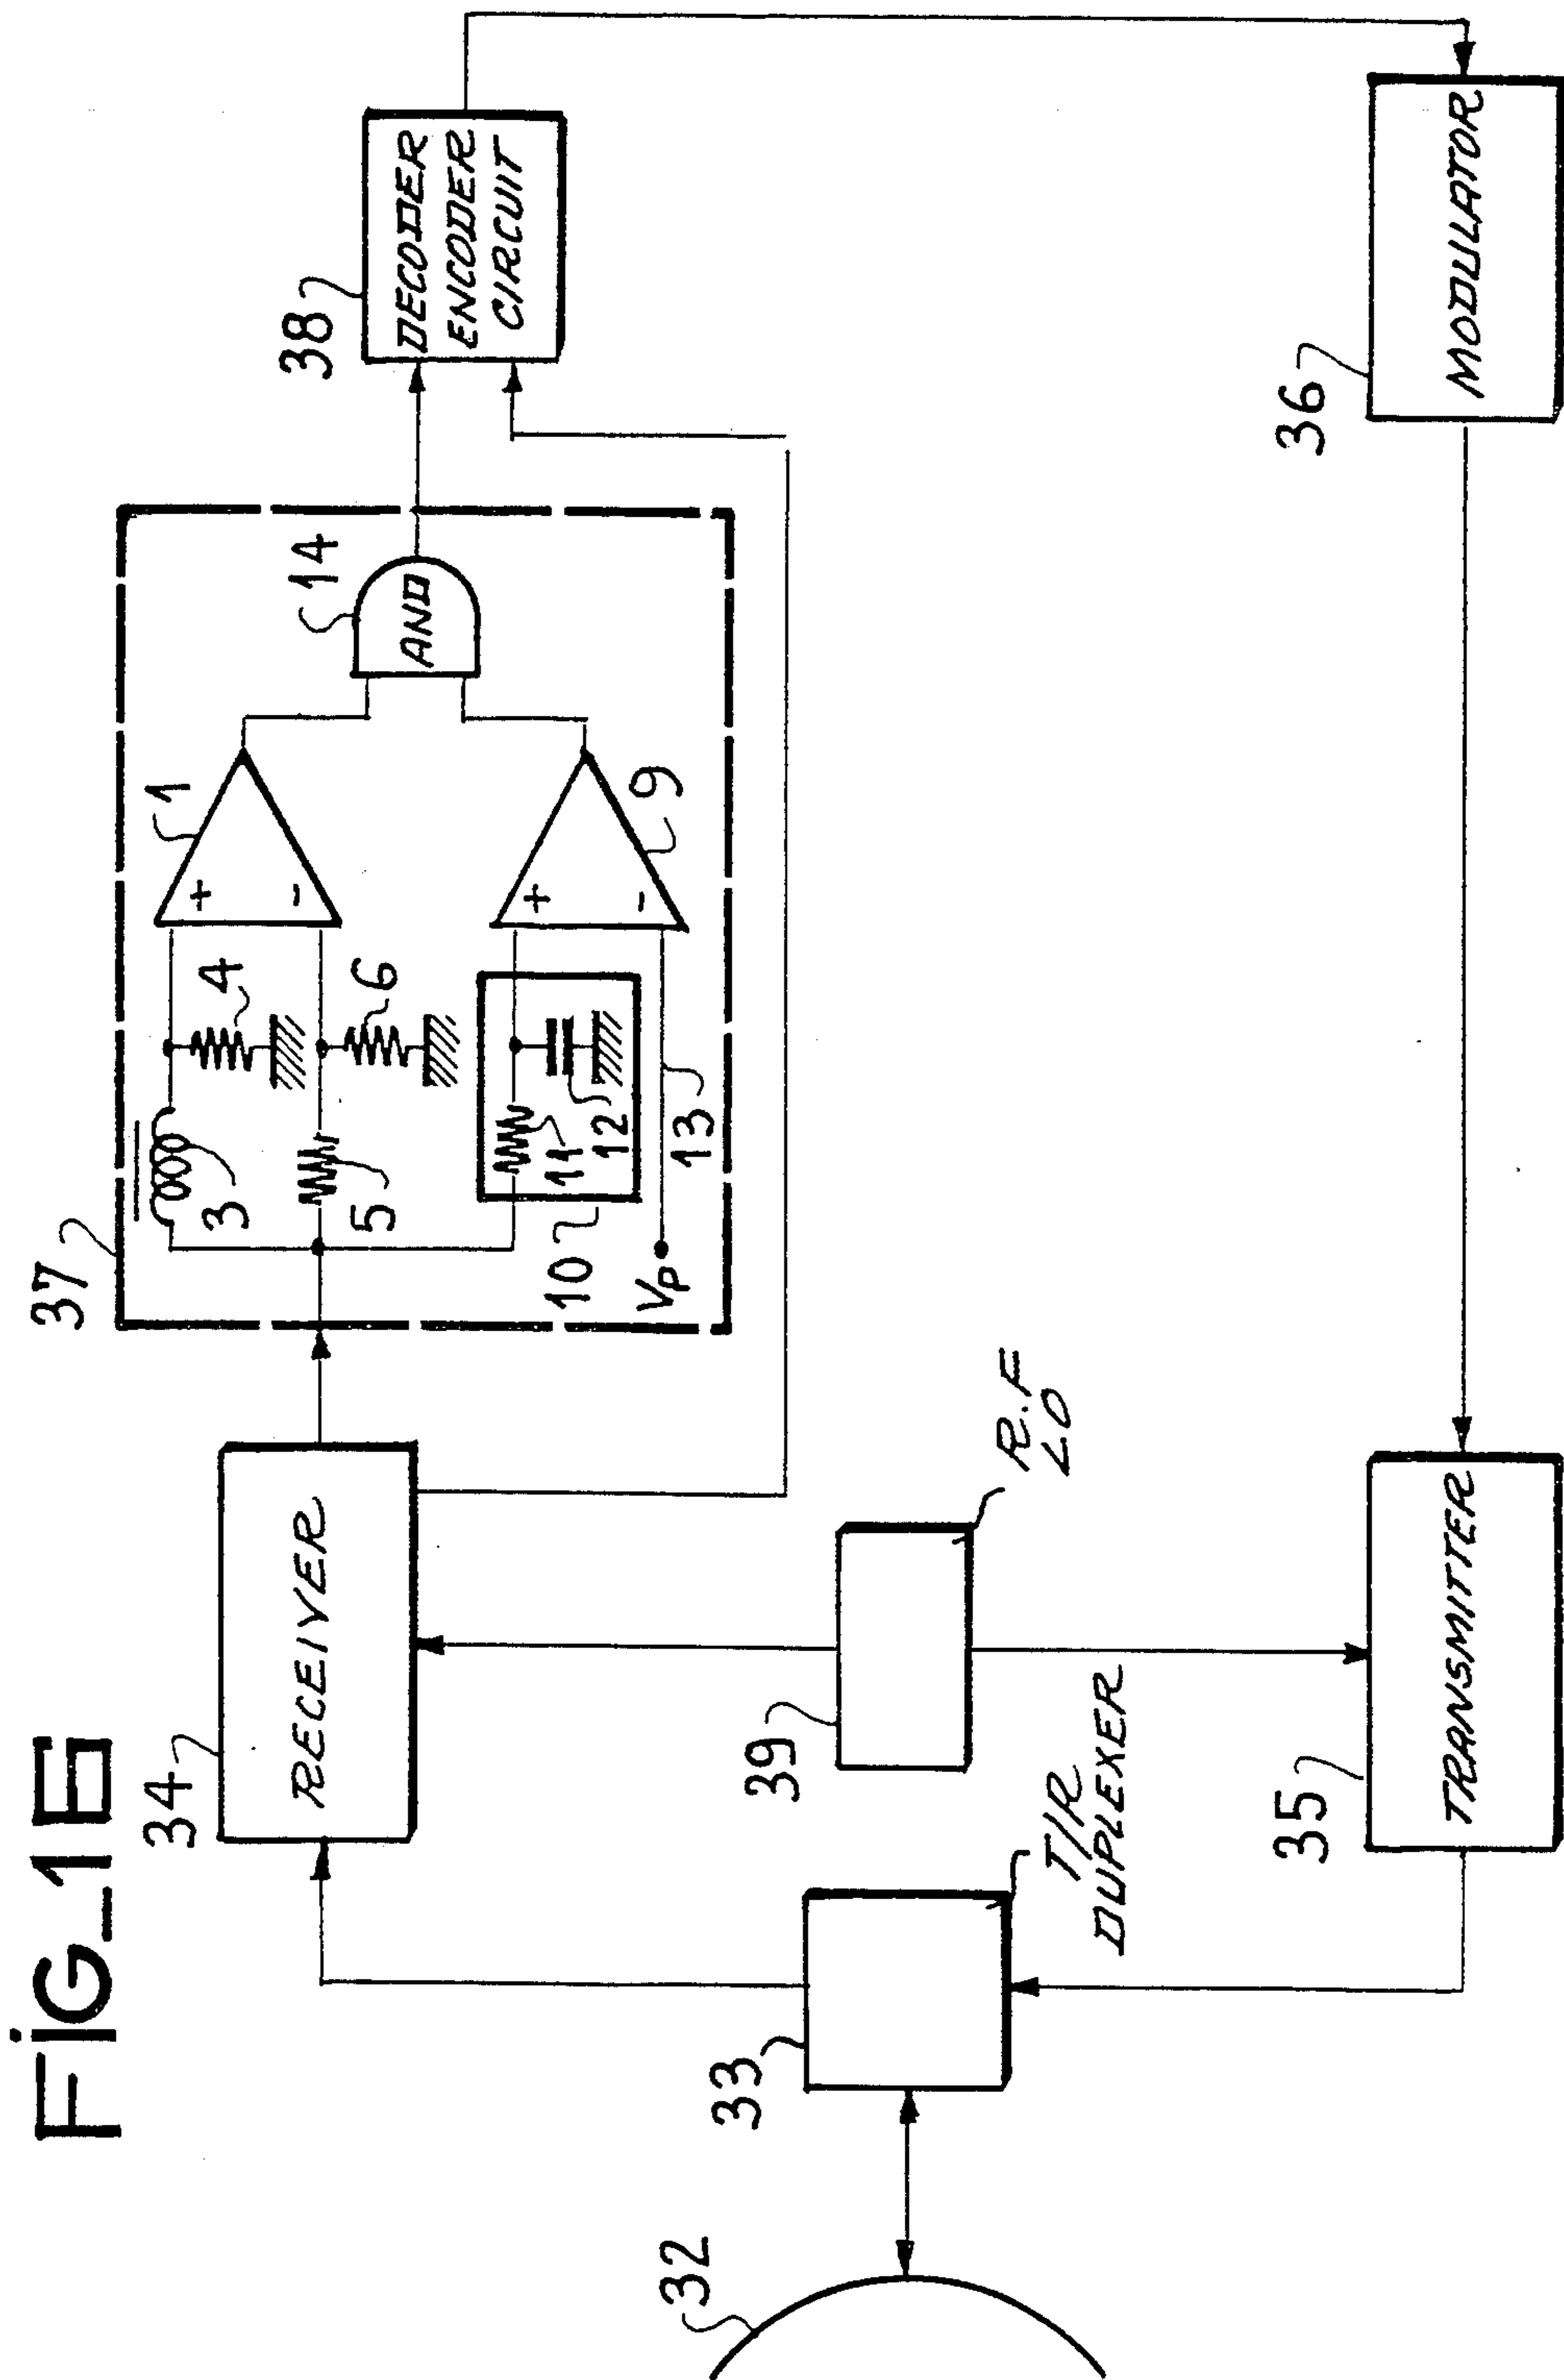 FIG_1E
37
34
RECEIVER
3
4
1
+
-
5
6
14
AND
38
DECODER
ENCODER
CIRCUIT
10
11
12
+
-
9
VP
13
32
33
T/R
DUPLEXER
39
R.F
LO
35
TRANSMITTER
36
MODULATOR